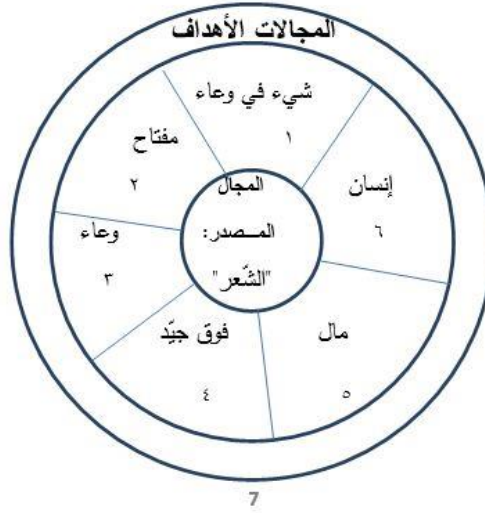 المجالات الأهداف
شيء في وعاء
١
مفتاح
٢
وعاء
٣
فوق جيّد
٤
مال
٥
إنسان
٦
المجال
المــصدر:
"الشّعر"
7